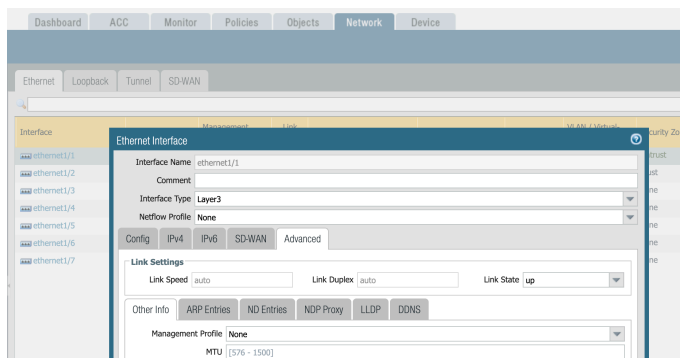 Dashboard ACC Monitor Policies Objects Network Device
Ethernet Loopback Tunnel SD-WAN
Interface Management Link VLAN / Virtual- curity Zo
Ethernet Interface
ethernet1/1 trust
ethernet1/2 ust
ethernet1/3 ne
ethernet1/4 ne
ethernet1/5 ne
ethernet1/6 ne
ethernet1/7 ne
Interface Name ethernet1/1
Comment
Interface Type Layer3
Netflow Profile None
Config IPv4 IPv6 SD-WAN Advanced
Link Settings
Link Speed auto Link Duplex auto Link State up
Other Info ARP Entries ND Entries NDP Proxy LLDP DDNS
Management Profile None
MTU [576 - 1500]